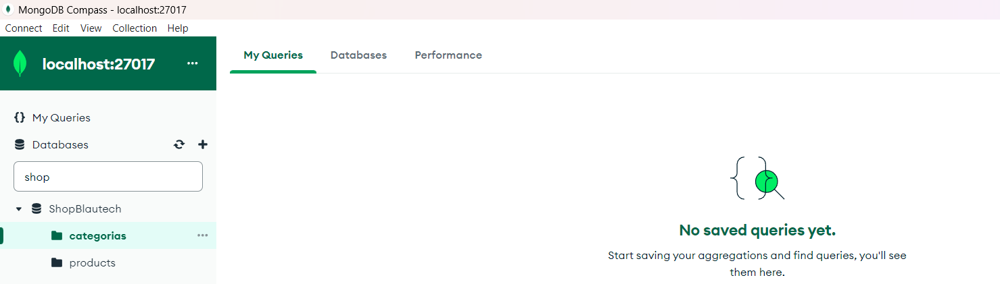 MongoDB Compass - localhost:27017
Connect Edit View Collection Help
localhost:27017
My Queries Databases Performance
{} My Queries
Databases
shop
ShopBlautech
categorias
products
No saved queries yet.
Start saving your aggregations and find queries, you'll see
them here.